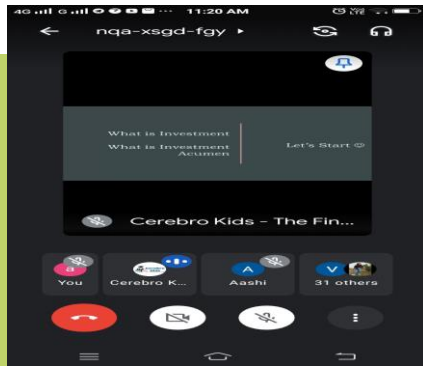 4G G 11:20 AM
nqa-xsgd-fgy
What is Investment
What is Investment
Acumen
Let's Start
Cerebro Kids - The Fin...
a
A
V
You
Cerebro K...
Aashi
31 others